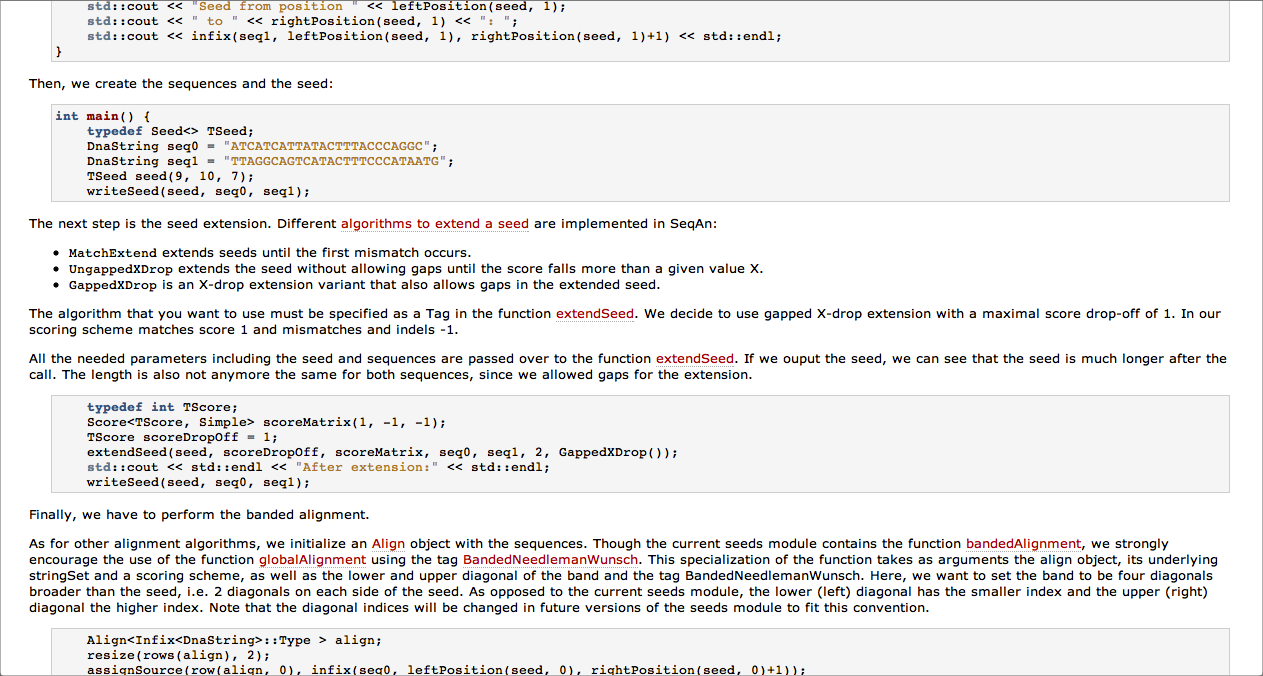 std::cout << "Seed from position " << leftPosition(seed, 1);
std::cout << " to " << rightPosition(seed, 1) << ": ";
std::cout << infix(seq1, leftPosition(seed, 1), rightPosition(seed, 1)+1) << std::endl;
}
Then, we create the sequences and the seed:
int main() {
typedef Seed<> TSeed;
DnaString seq0 = "ATCATCATTATACTTTACCCAGGC";
DnaString seq1 = "TTAGGCAGTCATACTTTCCCATAATG";
TSeed seed(9, 10, 7);
writeSeed(seed, seq0, seq1);
The next step is the seed extension. Different algorithms to extend a seed are implemented in SeqAn:
• MatchExtend extends seeds until the first mismatch occurs.
• UngappedXDrop extends the seed without allowing gaps until the score falls more than a given value X.
• GappedXDrop is an X-drop extension variant that also allows gaps in the extended seed.
The algorithm that you want to use must be specified as a Tag in the function extendSeed. We decide to use gapped X-drop extension with a maximal score drop-off of 1. In our
scoring scheme matches score 1 and mismatches and indels -1.
All the needed parameters including the seed and sequences are passed over to the function extendSeed. If we ouput the seed, we can see that the seed is much longer after the
call. The length is also not anymore the same for both sequences, since we allowed gaps for the extension.
typedef int TScore;
Score<TScore, Simple> scoreMatrix(1, -1, -1);
TScore scoreDropOff = 1;
extendSeed(seed, scoreDropOff, scoreMatrix, seq0, seq1, 2, GappedXDrop());
std::cout << std::endl << "After extension:" << std::endl;
writeSeed(seed, seq0, seq1);
Finally, we have to perform the banded alignment.
As for other alignment algorithms, we initialize an Align object with the sequences. Though the current seeds module contains the function bandedAlignment, we strongly
encourage the use of the function globalAlignment using the tag BandedNeedlemanWunsch. This specialization of the function takes as arguments the align object, its underlying
stringSet and a scoring scheme, as well as the lower and upper diagonal of the band and the tag BandedNeedlemanWunsch. Here, we want to set the band to be four diagonals
broader than the seed, i.e. 2 diagonals on each side of the seed. As opposed to the current seeds module, the lower (left) diagonal has the smaller index and the upper (right)
diagonal the higher index. Note that the diagonal indices will be changed in future versions of the seeds module to fit this convention.
Align<Infix<DnaString>::Type > align;
resize(rows(align), 2);
assignSource(row(align, 0), infix(seq0, leftPosition(seed, 0), rightPosition(seed, 0)+1));